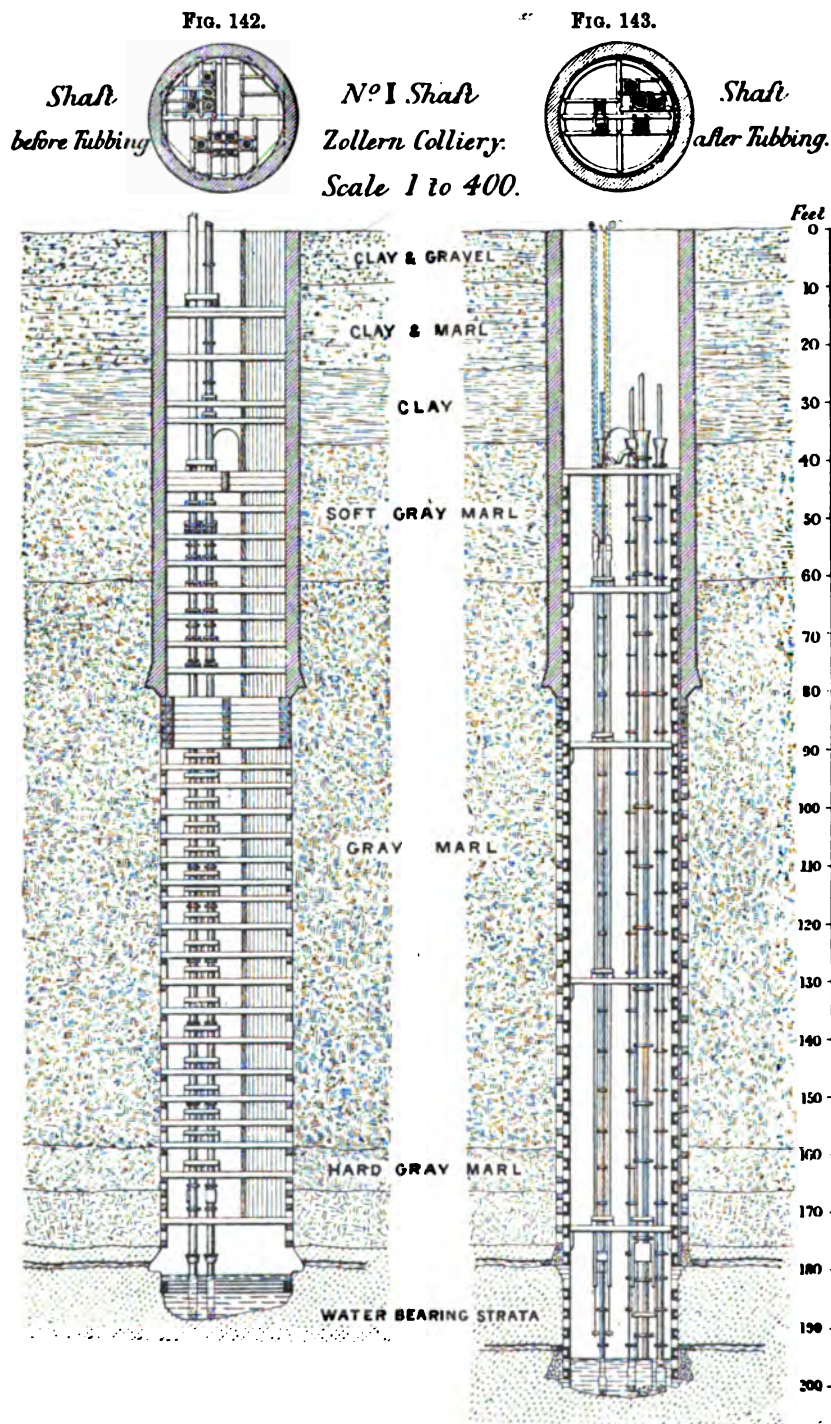 FIG. 142.
FIG. 143.
Shaft
before Tubbing
Nº I Shaft
Zollern Colliery.
Scale 1 to 400.
Shaft
after Tubbing.
Feet
0
10
20
30
40
50
60
70
80
90
100
110
120
130
140
150
160
170
180
190
200
CLAY & GRAVEL
CLAY & MARL
CLAY
SOFT GRAY MARL
GRAY MARL
HARD GRAY MARL
WATER BEARING STRATA